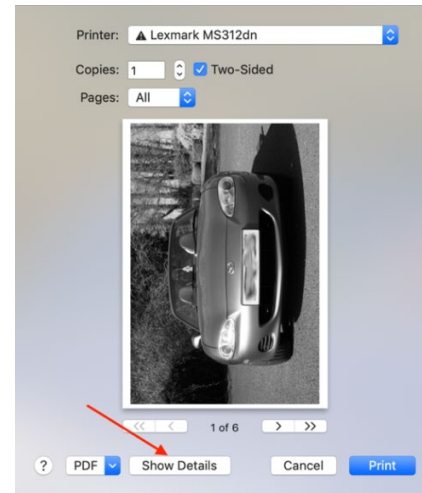 Printer: Lexmark MS312dn
Copies: 1 Two-Sided
Pages: All
<< < 1 of 6 > >>
? PDF Show Details Cancel Print